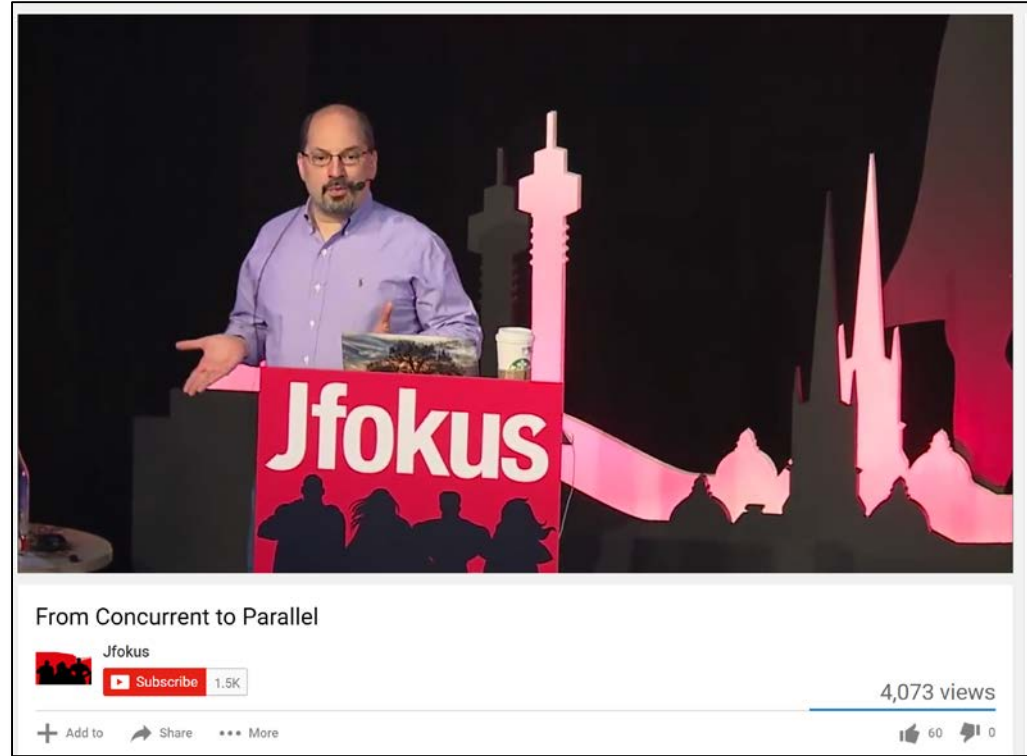 Jfokus
From Concurrent to Parallel
Jfokus
Subscribe 1.5K
4,073 views
Add to Share More
60 0